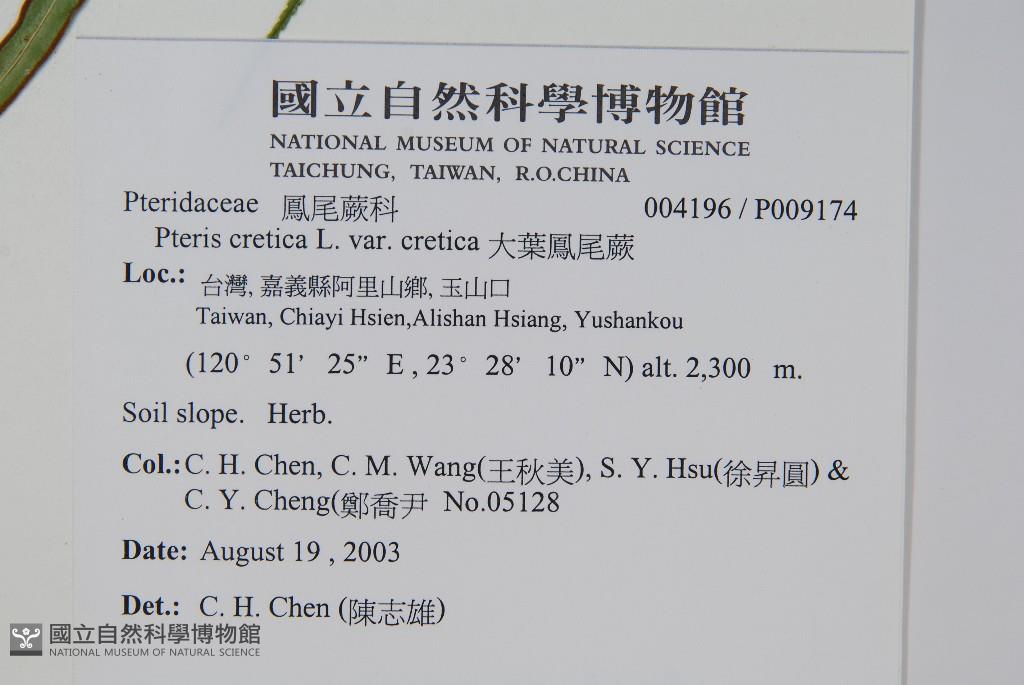 國立自然科學博物館
NATIONAL MUSEUM OF NATURAL SCIENCE
TAICHUNG, TAIWAN, R.O.CHINA
Pteridaceae 鳳尾蕨科 004196 / P009174
Pteris cretica L. var. cretica 大葉鳳尾蕨
Loc.: 台灣, 嘉義縣阿里山鄉, 玉山口
Taiwan, Chiayi Hsien,Alishan Hsiang, Yushankou
(120° 51’ 25” E , 23° 28’ 10” N) alt. 2,300 m.
Soil slope. Herb.
Col.: C. H. Chen, C. M. Wang(王秋美), S. Y. Hsu(徐昇圓) &
C. Y. Cheng(鄭喬尹 No.05128
Date: August 19 , 2003
Det.: C. H. Chen (陳志雄)
國立自然科學博物館
NATIONAL MUSEUM OF NATURAL SCIENCE